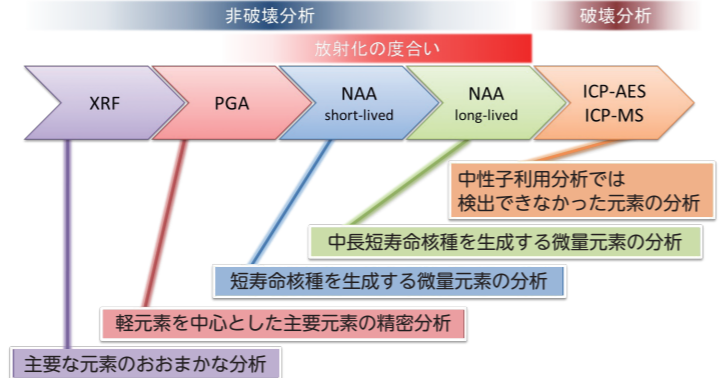 非破壊分析
破壊分析
放射化の度合い
XRF
PGA
NAA
short-lived
NAA
long-lived
ICP-AES
ICP-MS
中性子利用分析では
検出できなかった元素の分析
中長短寿命核種を生成する微量元素の分析
短寿命核種を生成する微量元素の分析
軽元素を中心とした主要元素の精密分析
主要な元素のおおまかな分析